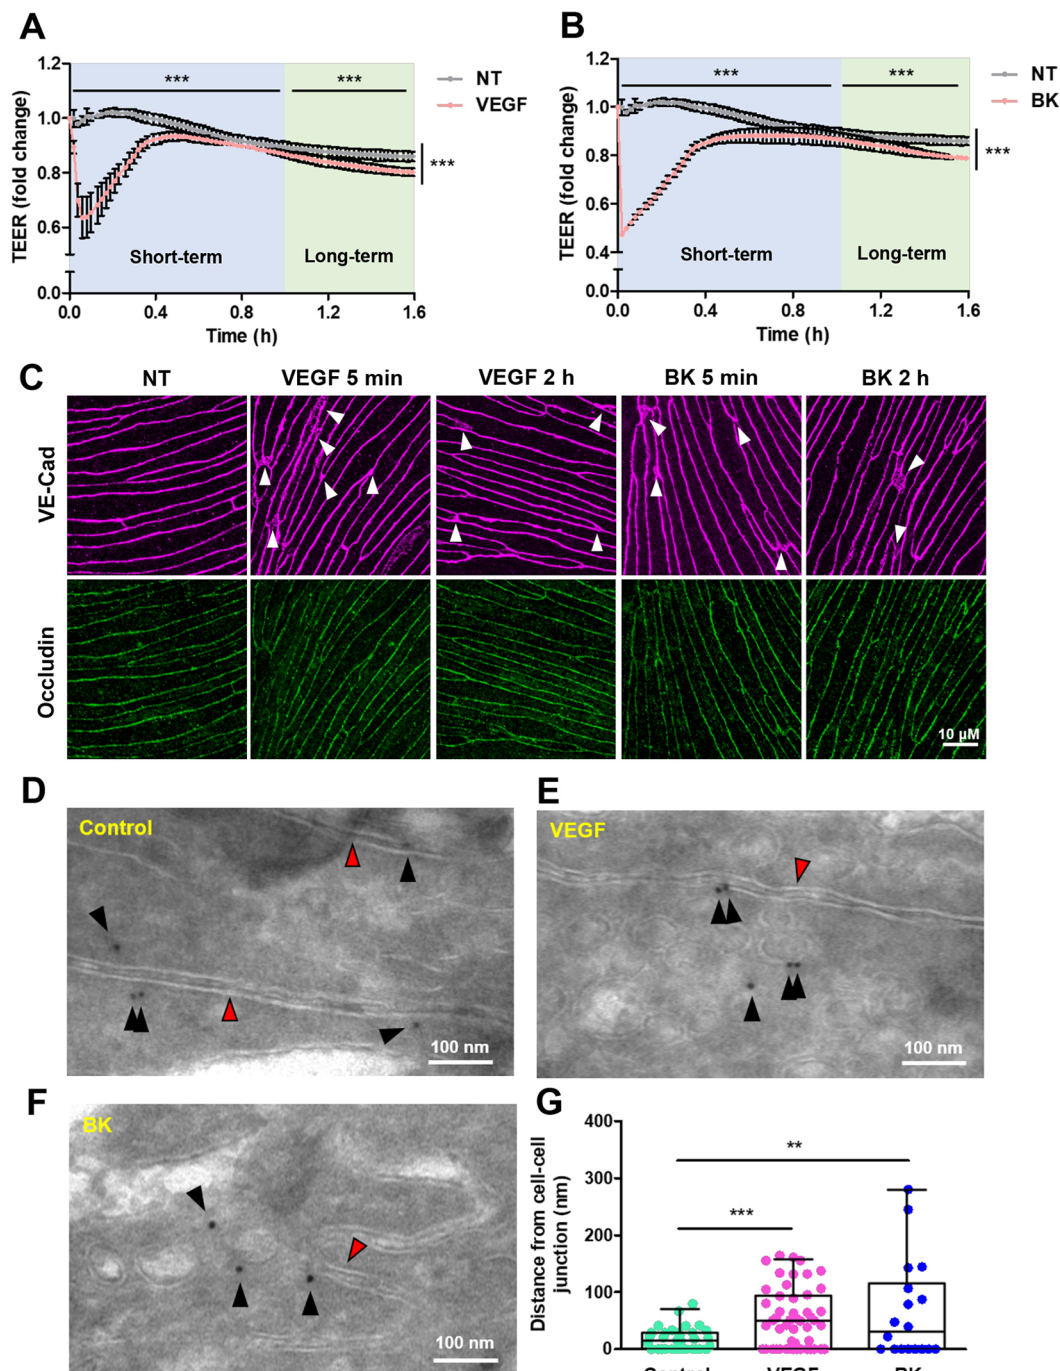 A
1.2
1.0
0.8
0.6
0.0
TEER (fold change)
***
***
NT
VEGF
***
Short-term
Long-term
0.0
0.4
0.8
1.2
1.6
Time (h)
B
1.2
1.0
0.8
0.6
0.4
0.0
TEER (fold change)
***
***
NT
BK
***
Short-term
Long-term
0.0
0.4
0.8
1.2
1.6
Time (h)
C
NT
VEGF 5 min
VEGF 2 h
BK 5 min
BK 2 h
VE-Cad
Occludin
10 µM
D
Control
100 nm
E
VEGF
100 nm
F
BK
100 nm
G
400
300
200
100
0
Distance from cell-cell
junction (nm)
**
***
Control
VEGF
BK